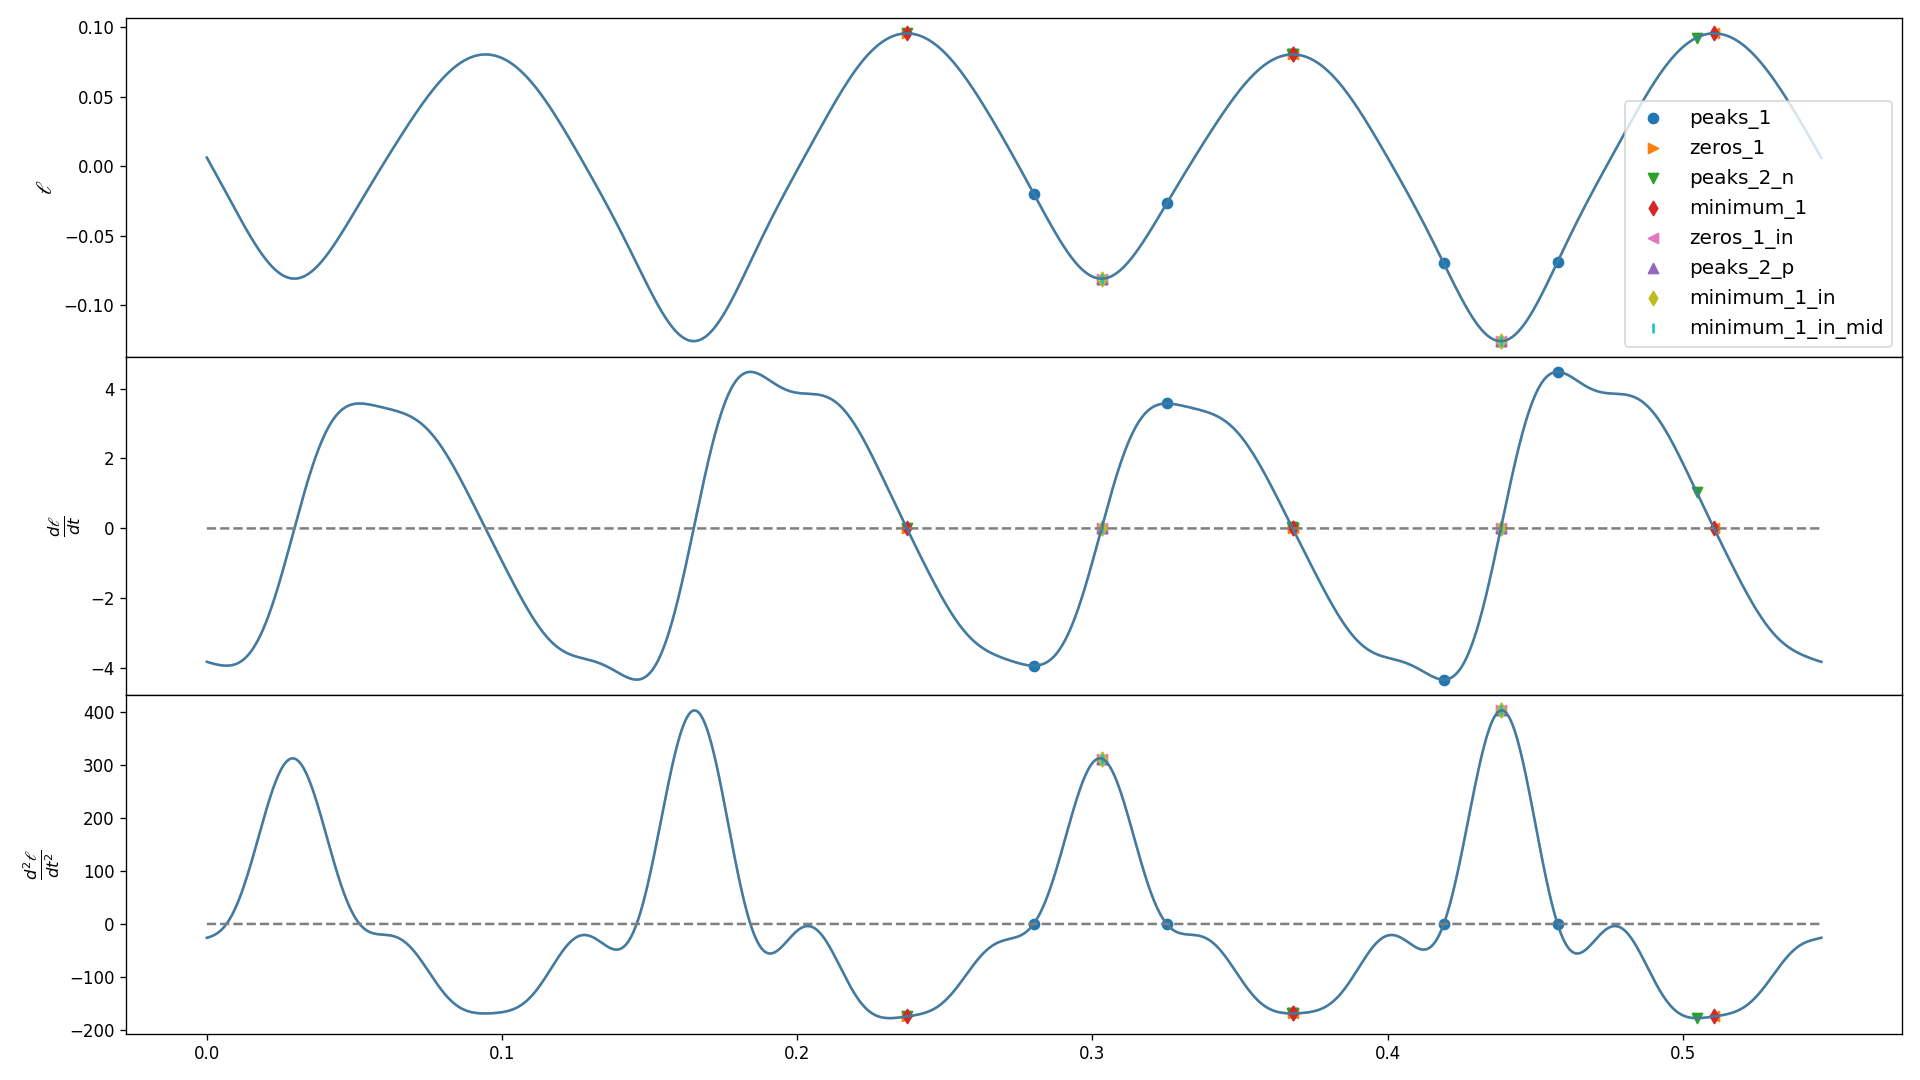 0.10
0.05
0.00
−0.05
−0.10
ℓ
peaks_1
zeros_1
peaks_2_n
minimum_1
zeros_1_in
peaks_2_p
minimum_1_in
minimum_1_in_mid
4
2
0
−2
−4
dℓ
dt
400
300
200
100
0
−100
−200
d²ℓ
dt²
0.0 0.1 0.2 0.3 0.4 0.5